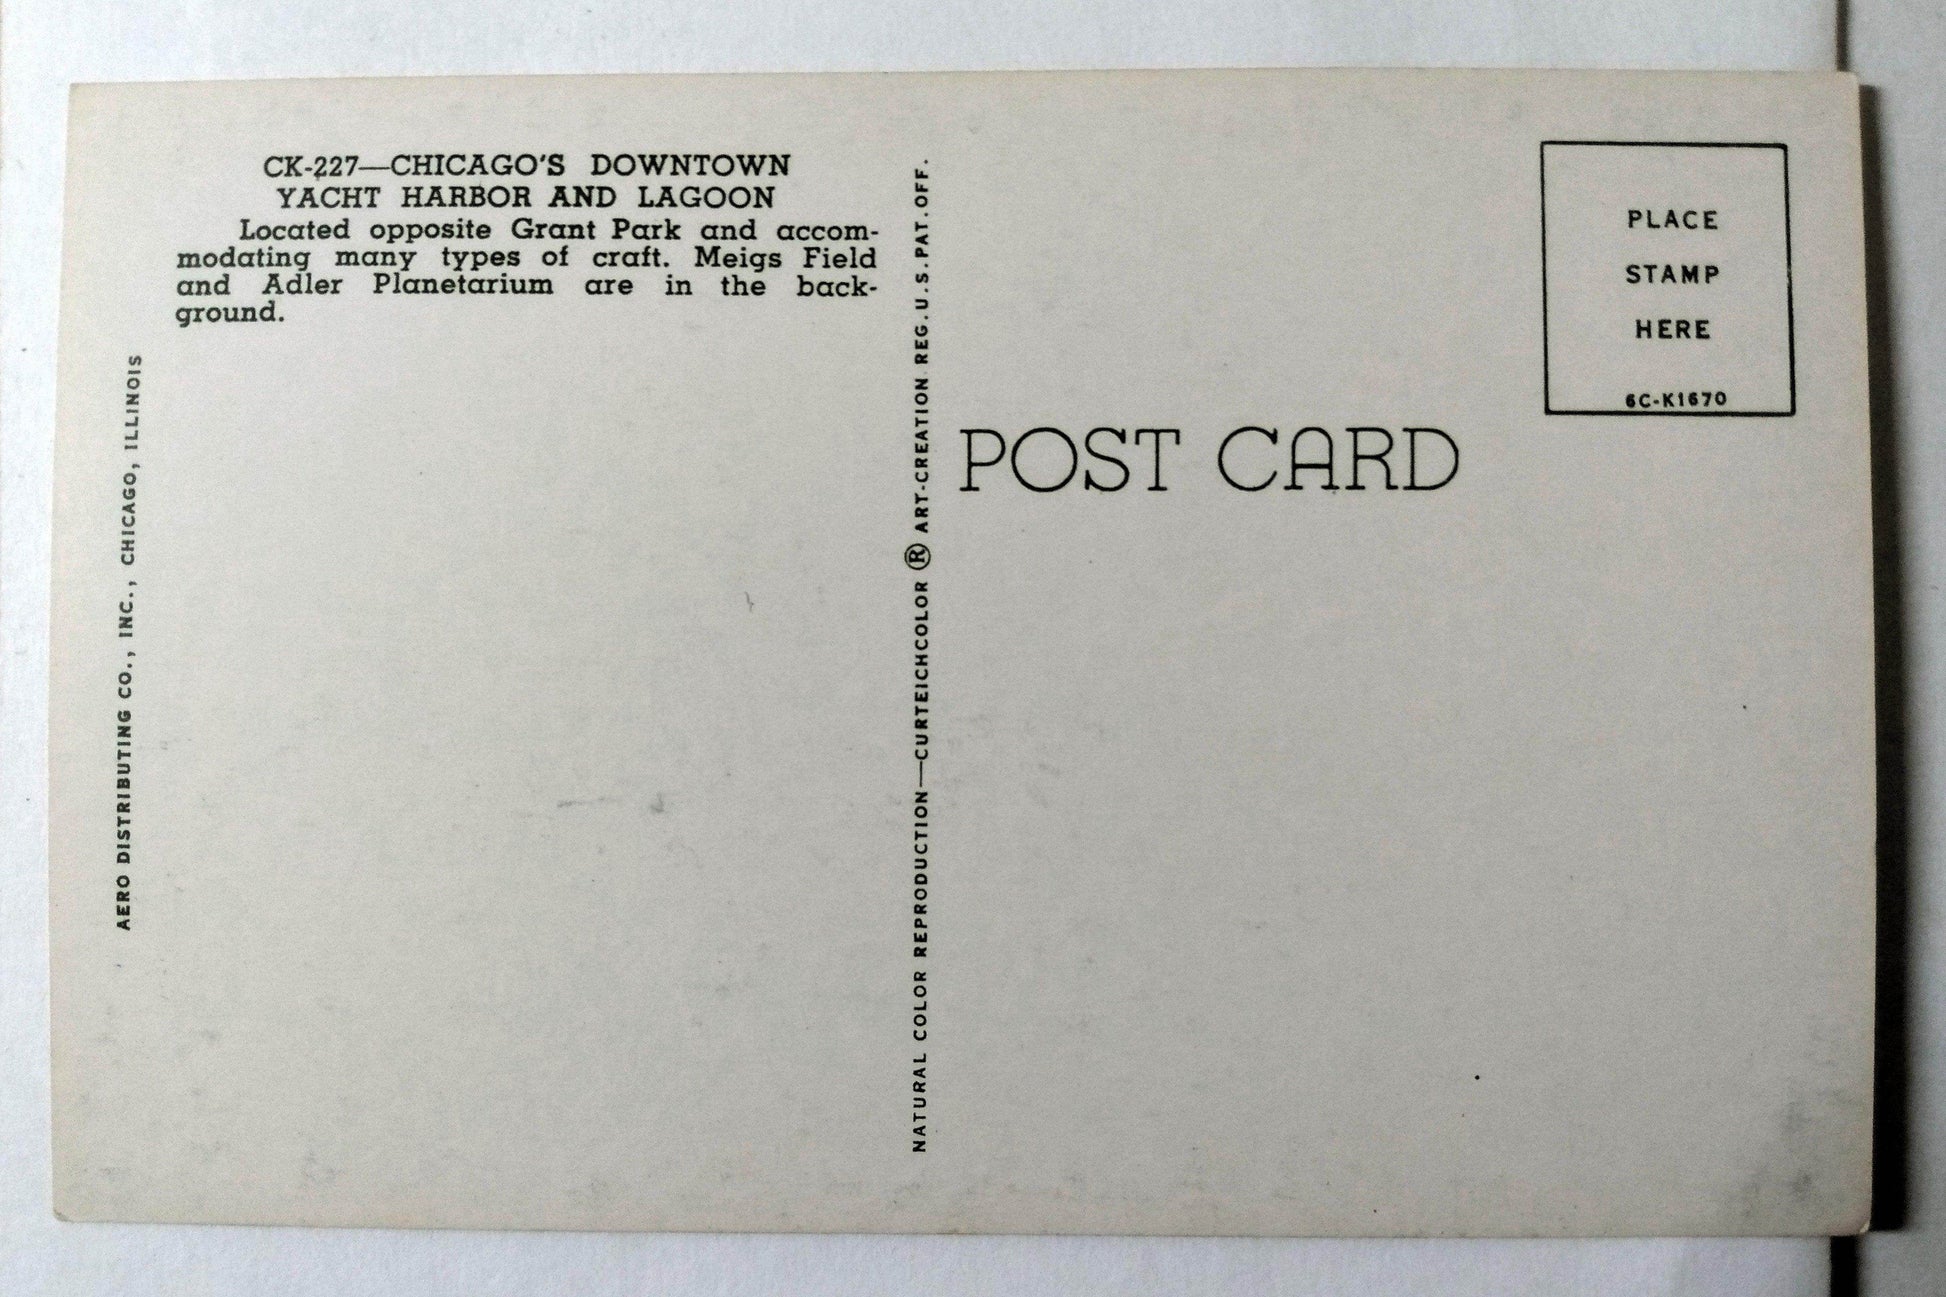 CK-227—CHICAGO'S DOWNTOWN
YACHT HARBOR AND LAGOON
Located opposite Grant Park and accom-
modating many types of craft. Meigs Field
and Adler Planetarium are in the back-
ground.
AERO DISTRIBUTING CO., INC., CHICAGO, ILLINOIS
NATURAL COLOR REPRODUCTION—CURTEICHCOLOR ® ART-CREATION REG. U.S. PAT. OFF.
POST CARD
PLACE
STAMP
HERE
6C-K1670